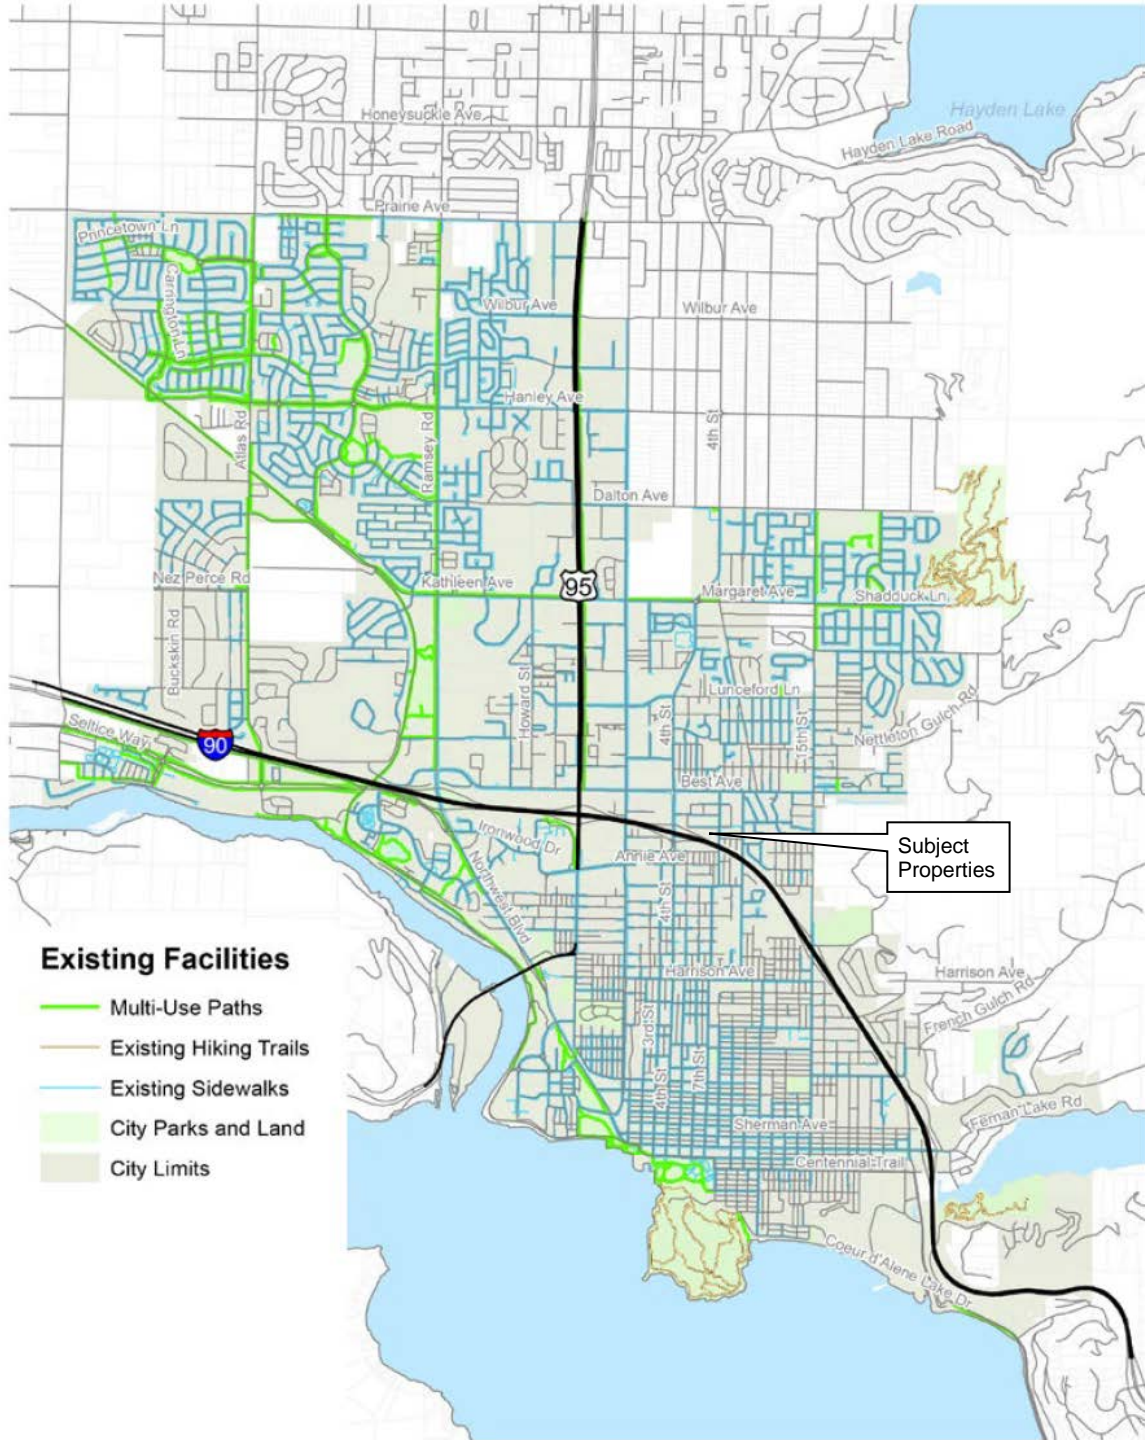 Hayden Lake
Honeysuckle Ave
Hayden Lake Road
Praine Ave
Princetown Ln
Carrington Ln
Wilbur Ave
Wilbur Ave
Hanley Ave
Atlas Rd
Ramsey Rd
4th St
Dalton Ave
Nez Perce Rd
Kathleen Ave
95
Margaret Ave
Shadduck Ln
Buckskin Rd
Howard St
Lunceford Ln
4th St
15th St
Nettleton Gulch Rd
Seltice Way
90
Best Ave
Ironwood Dr
Annie Ave
Subject
Properties
Northwest Blvd
4th St
Harrison Ave
Harrison Ave
French Gulch Rd
3rd St
4th St
7th St
Sherman Ave
Fernan Lake Rd
Centennial Trail
Coeur d'Alene Lake Dr
Existing Facilities
Multi-Use Paths
Existing Hiking Trails
Existing Sidewalks
City Parks and Land
City Limits